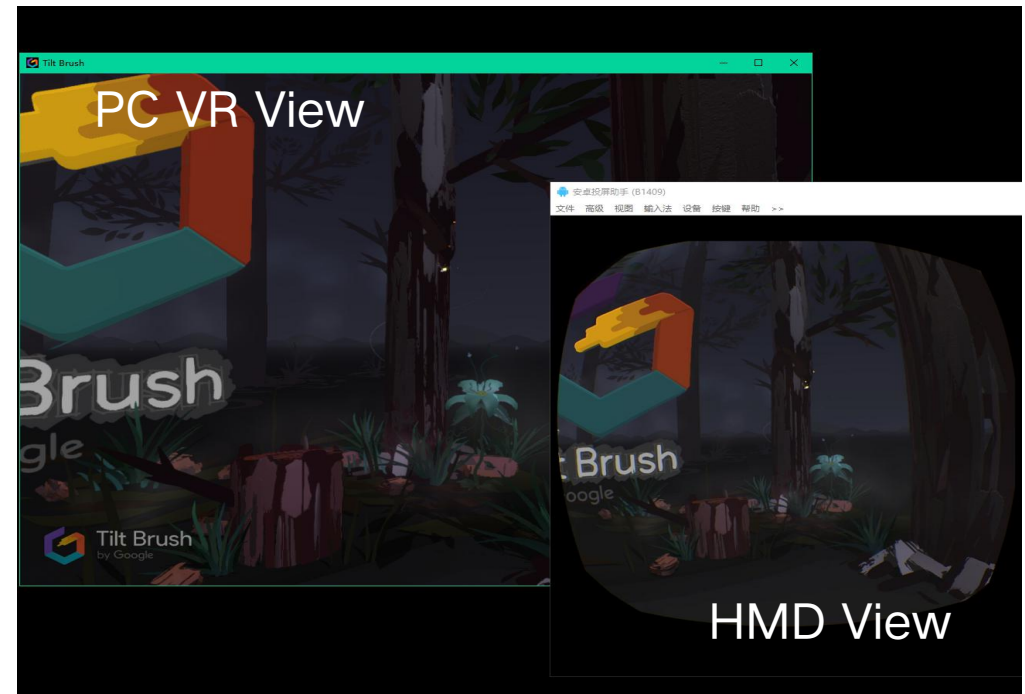 Tilt Brush
PC VR View
安卓投屏助手 (B1409)
文件 高级 视图 输入法 设备 按键 帮助 >>
Brush
gle
Tilt Brush
by Google
t Brush
oogle
HMD View